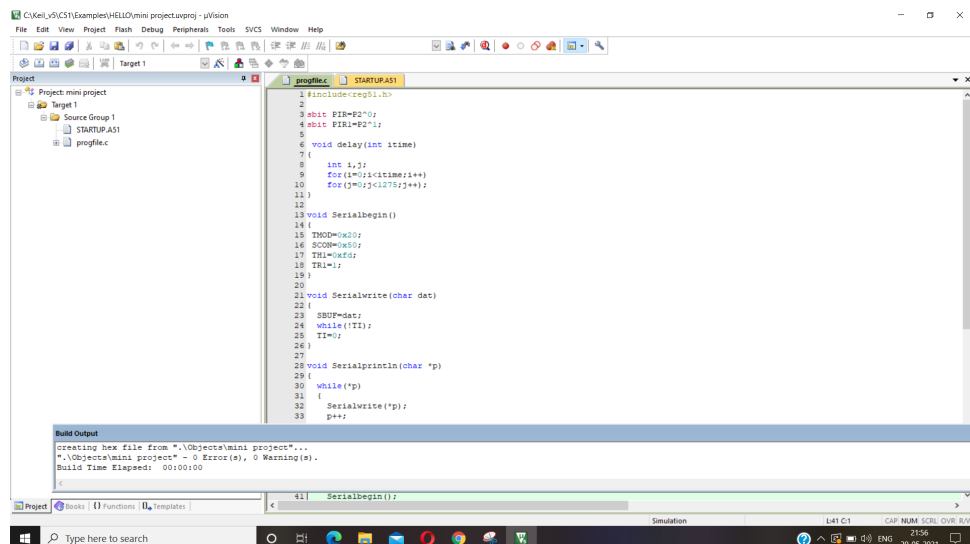 C:\Keil_v5\C51\Examples\HELLO\mini project.uvproj - µVision
File Edit View Project Flash Debug Peripherals Tools SVCS Window Help
Target 1
Project
Project: mini project
Target 1
Source Group 1
STARTUP.A51
progfile.c
progfile.c STARTUP.A51
1 #include<reg51.h>
2
3 sbit PIR=P2^0;
4 sbit PIR1=P2^1;
5
6 void delay(int itime)
7 {
8 int i,j;
9 for(i=0;i<itime;i++)
10 for(j=0;j<1275;j++);
11 }
12
13 void Serialbegin()
14 {
15 TMOD=0x20;
16 SCON=0x50;
17 TH1=0xfd;
18 TR1=1;
19 }
20
21 void Serialwrite(char dat)
22 {
23 SBUF=dat;
24 while(!TI);
25 TI=0;
26 }
27
28 void Serialprintln(char *p)
29 {
30 while(*p)
31 {
32 Serialwrite(*p);
33 p++;
Build Output
creating hex file from ".\Objects\mini project"...
".\Objects\mini project" - 0 Error(s), 0 Warning(s).
Build Time Elapsed: 00:00:00
41 Serialbegin();
Project Books {} Functions 0 Templates
Simulation L:41 C:1 CAP NUM SCRL OVR R/W
Type here to search
ENG
21:56
20-05-2021